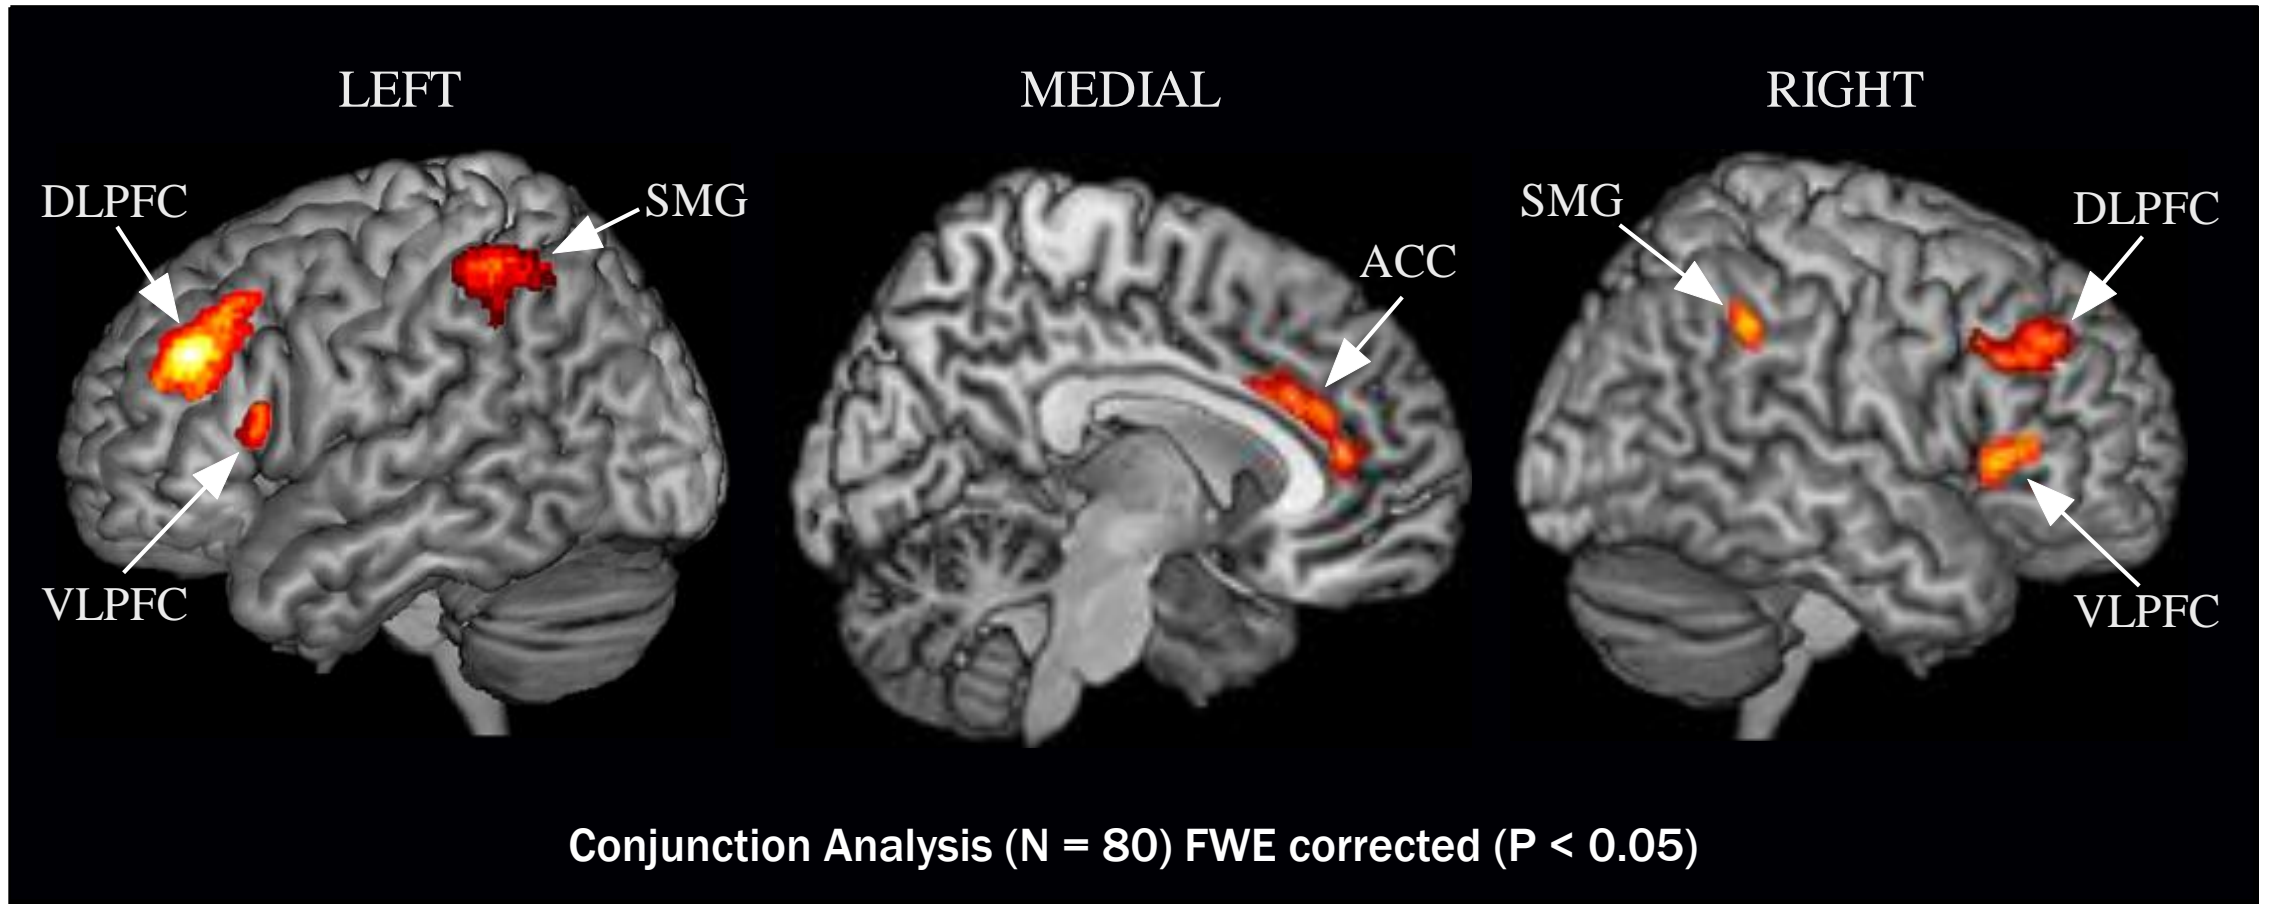 LEFT
MEDIAL
RIGHT
DLPFC
SMG
VLPFC
ACC
SMG
DLPFC
VLPFC
Conjunction Analysis (N = 80) FWE corrected (P < 0.05)